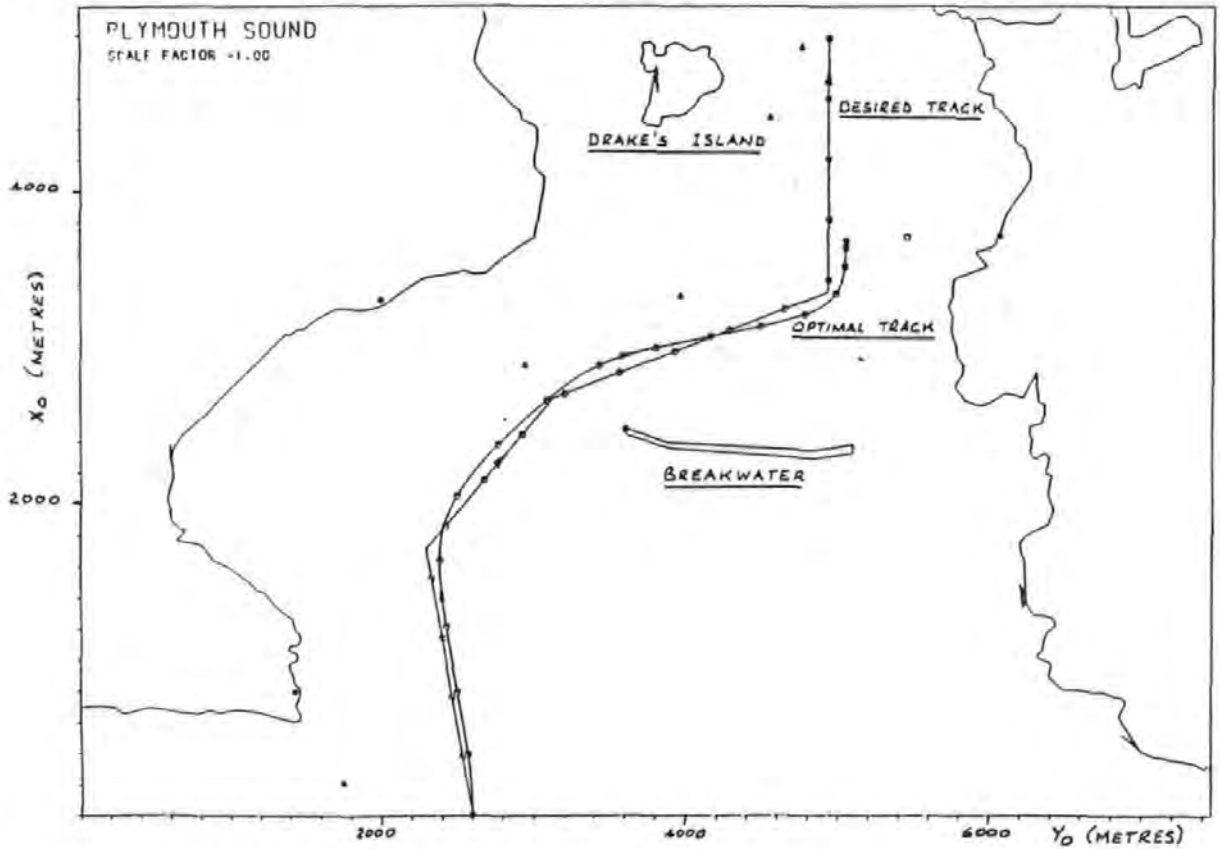 PLYMOUTH SOUND
SCALE FACTOR -1.00
DESIRED TRACK
DRAKE'S ISLAND
4000
OPTIMAL TRACK
X₀ (METRES)
BREAKWATER
2000
2000
4000
6000
Y₀ (METRES)